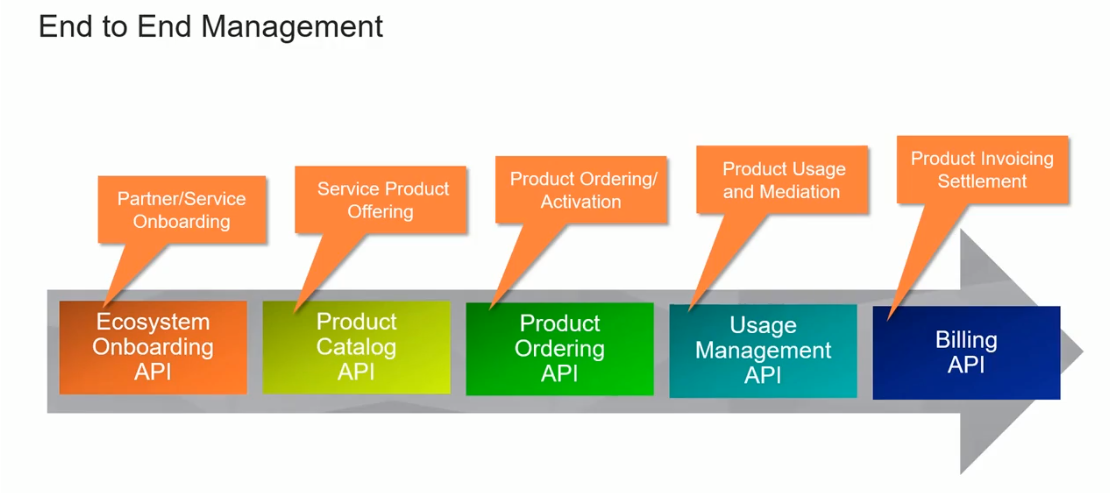 End to End Management
Partner/Service
Onboarding
Service Product
Offering
Product Ordering/
Activation
Product Usage
and Mediation
Product Invoicing
Settlement
Ecosystem
Onboarding
API
Product
Catalog
API
Product
Ordering
API
Usage
Management
API
Billing
API